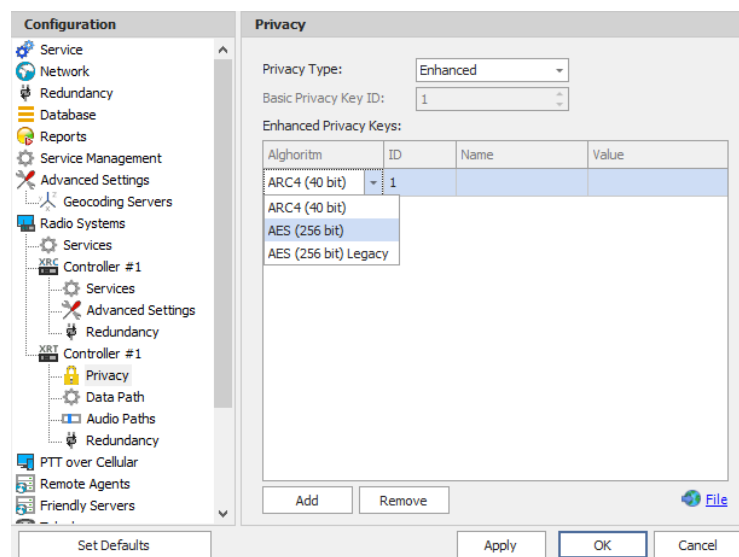 Configuration
Service
Network
Redundancy
Database
Reports
Service Management
Advanced Settings
Geocoding Servers
Radio Systems
Services
XRC Controller #1
Services
Advanced Settings
Redundancy
XRT Controller #1
Privacy
Data Path
Audio Paths
Redundancy
PTT over Cellular
Remote Agents
Friendly Servers
Set Defaults
Privacy
Privacy Type: Enhanced
Basic Privacy Key ID: 1
Enhanced Privacy Keys:
Alghoritm ID Name Value
ARC4 (40 bit) 1
ARC4 (40 bit)
AES (256 bit)
AES (256 bit) Legacy
Add Remove File
Apply OK Cancel